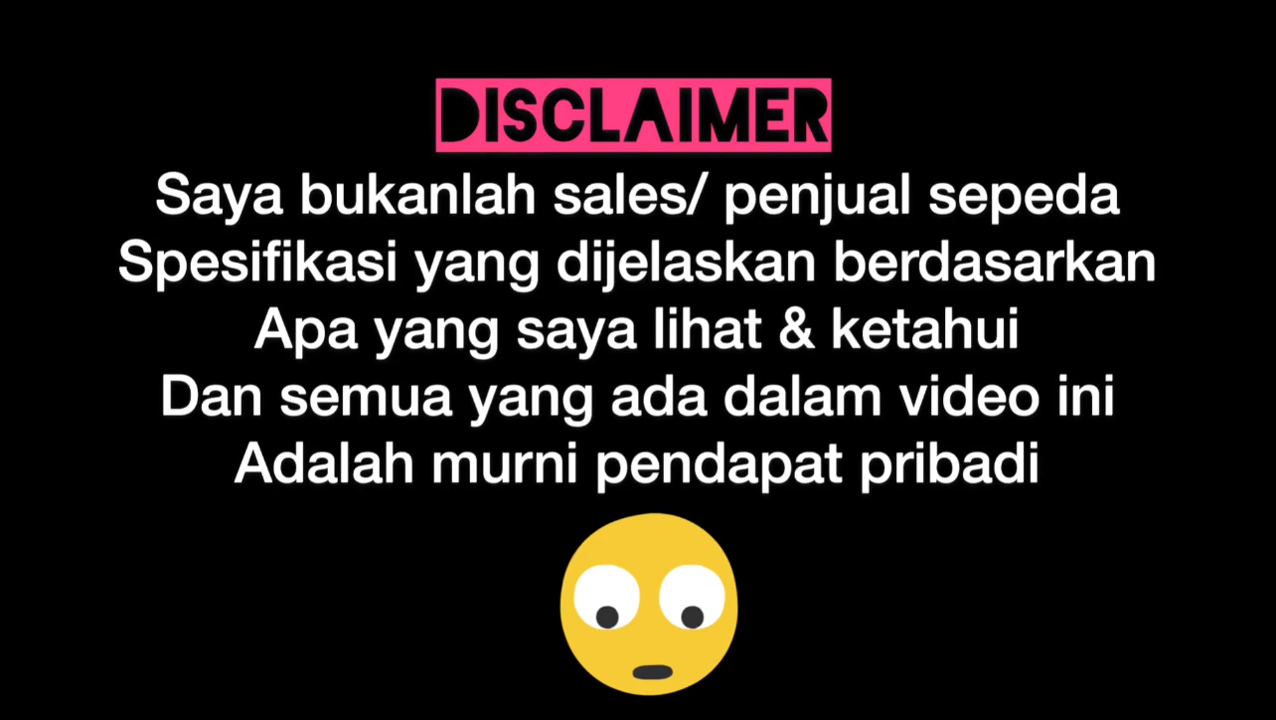 DISCLAIMER
Saya bukanlah sales/ penjual sepeda
Spesifikasi yang dijelaskan berdasarkan
Apa yang saya lihat & ketahui
Dan semua yang ada dalam video ini
Adalah murni pendapat pribadi